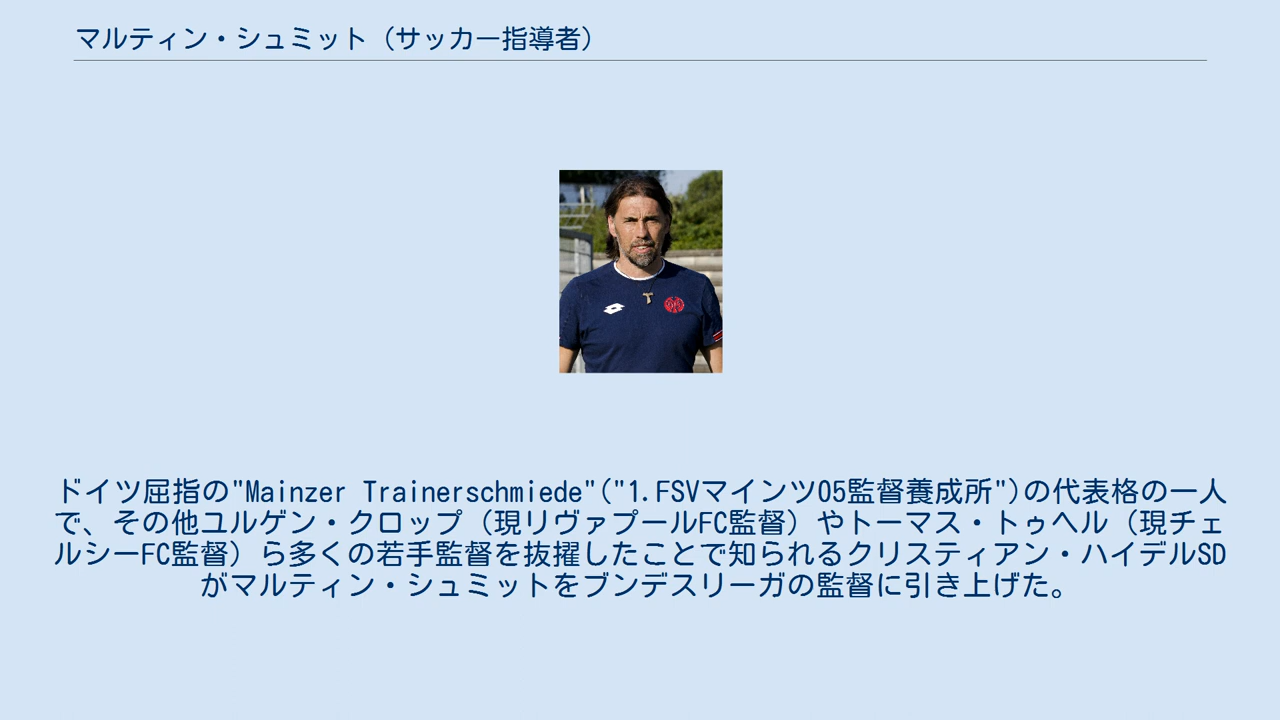 マルティン・シュミット（サッカー指導者）
ドイツ屈指の"Mainzer Trainerschmiede"("1.FSVマインツ05監督養成所")の代表格の一人
で、その他ユルゲン・クロップ（現リヴァプールFC監督）やトーマス・トゥヘル（現チェ
ルシーFC監督）ら多くの若手監督を抜擢したことで知られるクリスティアン・ハイデルSD
がマルティン・シュミットをブンデスリーガの監督に引き上げた。